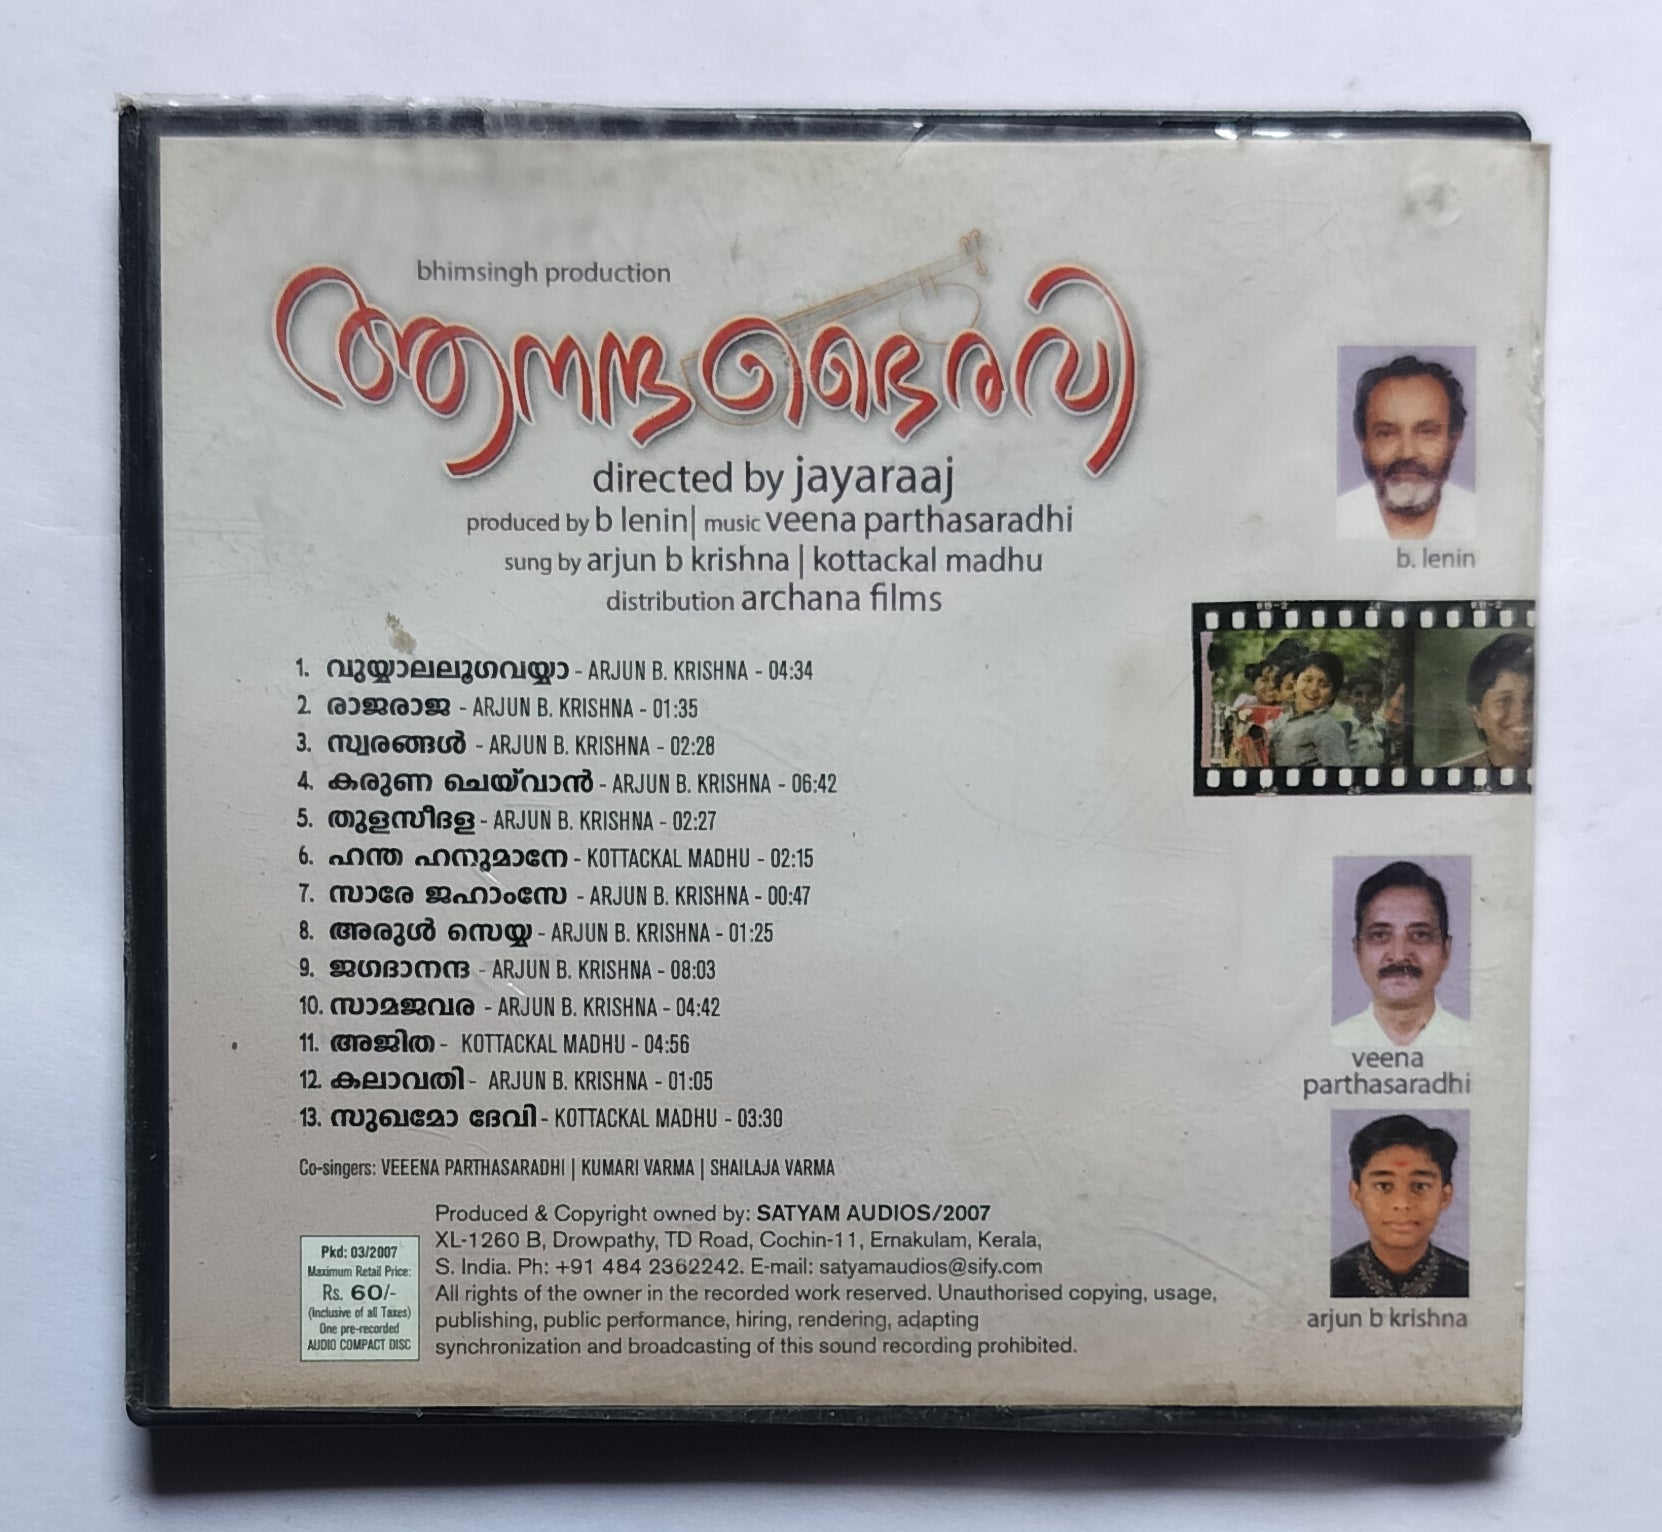 bhimsingh production
ആനന്ദഭൈരവി
directed by jayaraaj
produced by b lenin| music veena parthasaradhi
sung by arjun b krishna | kottackal madhu
distribution archana films
1. വുയ്യാലലൂഗവയ്യാ - ARJUN B. KRISHNA - 04:34
2. രാജരാജ - ARJUN B. KRISHNA - 01:35
3. സ്വരങ്ങൾ - ARJUN B. KRISHNA - 02:28
4. കരുണ ചെയ്‌വാൻ - ARJUN B. KRISHNA - 06:42
5. തുളസീദള - ARJUN B. KRISHNA - 02:27
6. ഹന്ത ഹനൂമാനേ - KOTTACKAL MADHU - 02:15
7. സാരേ ജഹാംസേ - ARJUN B. KRISHNA - 00:47
8. അരുൾ സെയ്യ - ARJUN B. KRISHNA - 01:25
9. ജഗദാനന്ദ - ARJUN B. KRISHNA - 08:03
10. സാമജവര - ARJUN B. KRISHNA - 04:42
11. അജിത - KOTTACKAL MADHU - 04:56
12. കലാവതി - ARJUN B. KRISHNA - 01:05
13. സുഖമോ ദേവി - KOTTACKAL MADHU - 03:30
Co-singers: VEEENA PARTHASARADHI | KUMARI VARMA | SHAILAJA VARMA
Produced & Copyright owned by: SATYAM AUDIOS/2007
XL-1260 B, Drowpathy, TD Road, Cochin-11, Ernakulam, Kerala,
S. India. Ph: +91 484 2362242. E-mail: satyamaudios@sify.com
All rights of the owner in the recorded work reserved. Unauthorised copying, usage,
publishing, public performance, hiring, rendering, adapting
synchronization and broadcasting of this sound recording prohibited.
Pkd: 03/2007
Maximum Retail Price:
Rs. 60/-
(Inclusive of all Taxes)
One pre-recorded
AUDIO COMPACT DISC
b. lenin
veena
parthasaradhi
arjun b krishna